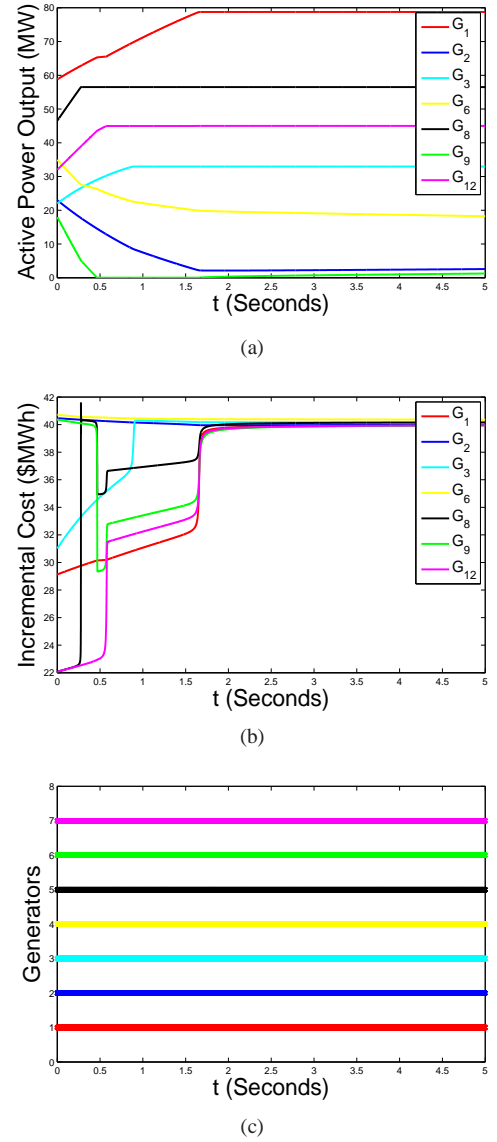 80
70
60
50
40
30
20
10
0
Active Power Output (MW)
G1
G2
G3
G6
G8
G9
G12
0 0.5 1 1.5 2 2.5 3 3.5 4 4.5 5
t (Seconds)
(a)
42
40
38
36
34
32
30
28
26
24
22
Incremental Cost ($MWh)
G1
G2
G3
G6
G8
G9
G12
0 0.5 1 1.5 2 2.5 3 3.5 4 4.5 5
t (Seconds)
(b)
8
7
6
5
4
3
2
1
0
Generators
0 0.5 1 1.5 2 2.5 3 3.5 4 4.5 5
t (Seconds)
(c)